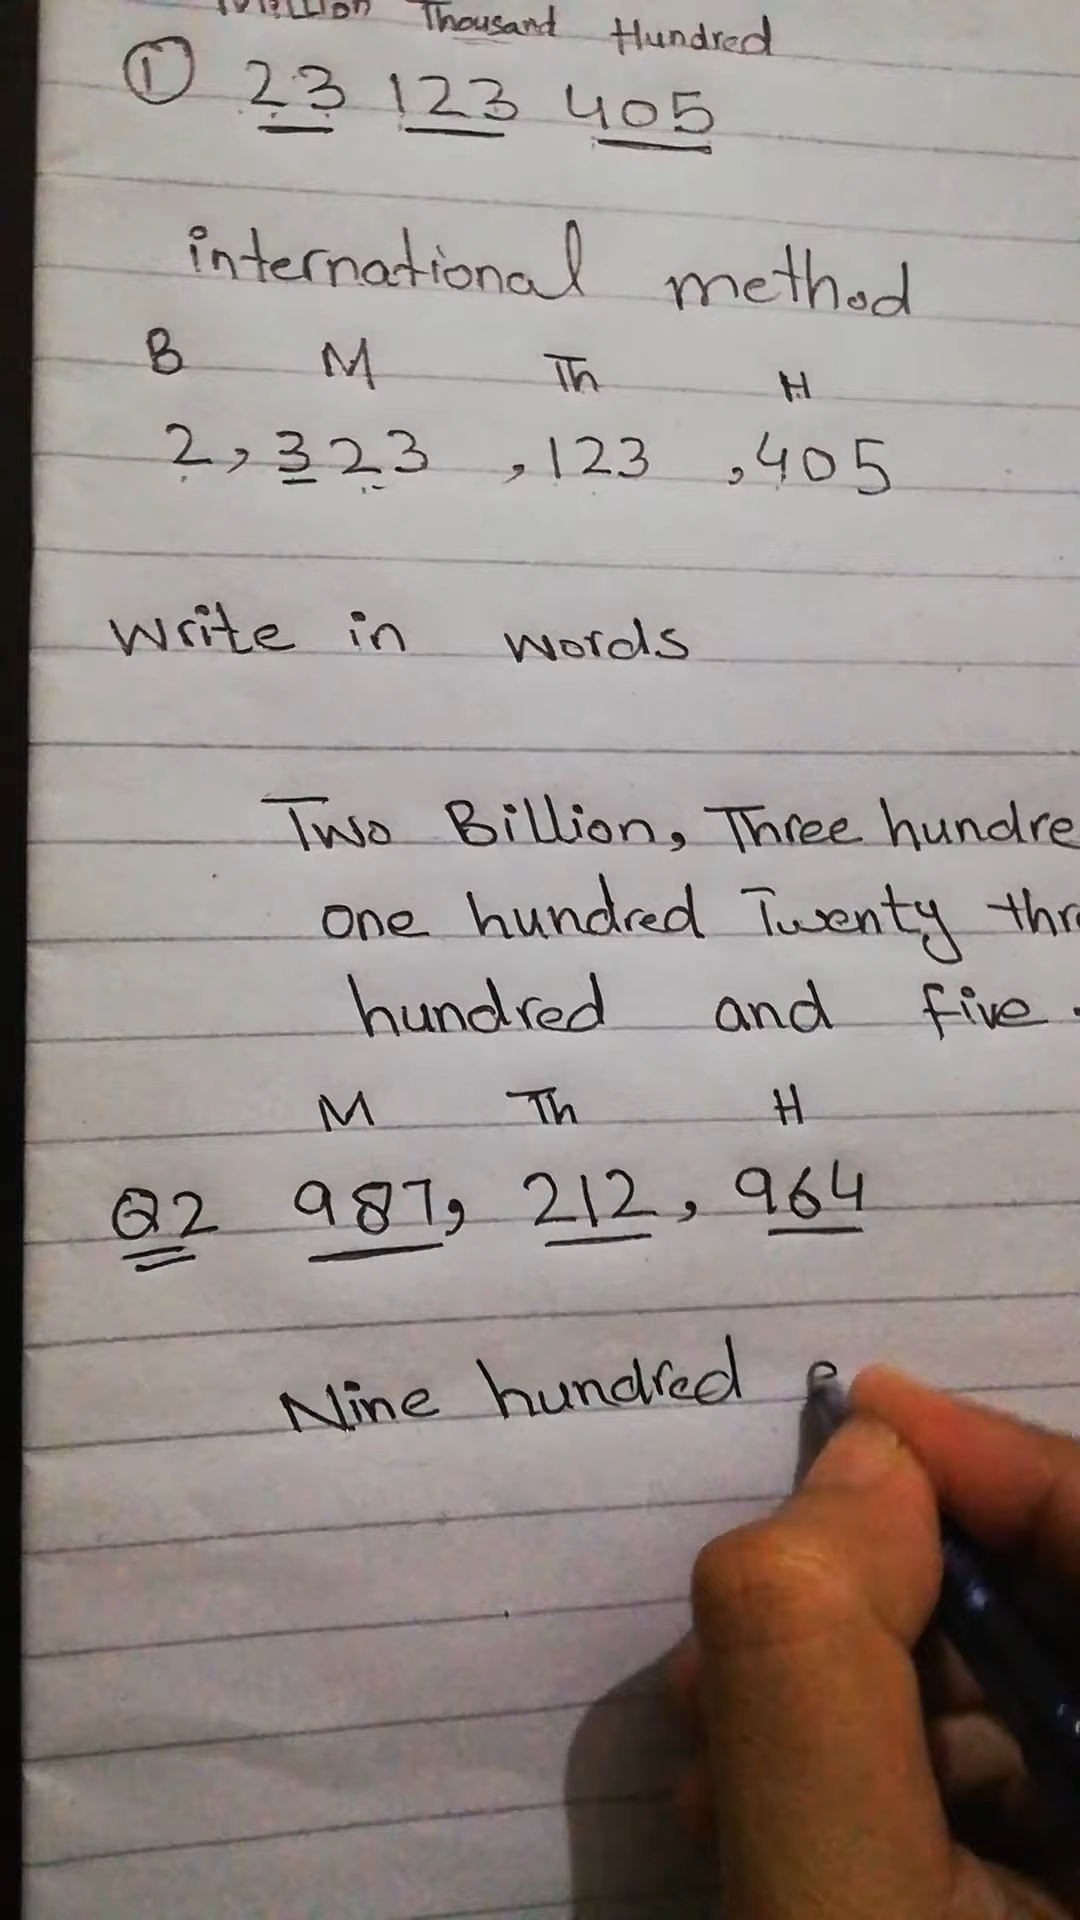 Million Thousand Hundred
① 23 123 405
international method
B M Th H
2,323,123,405
Write in words
Two Billion, Three hundre
one hundred Twenty thr
hundred and five.
M Th H
Q2 987, 212, 964
Nine hundred e